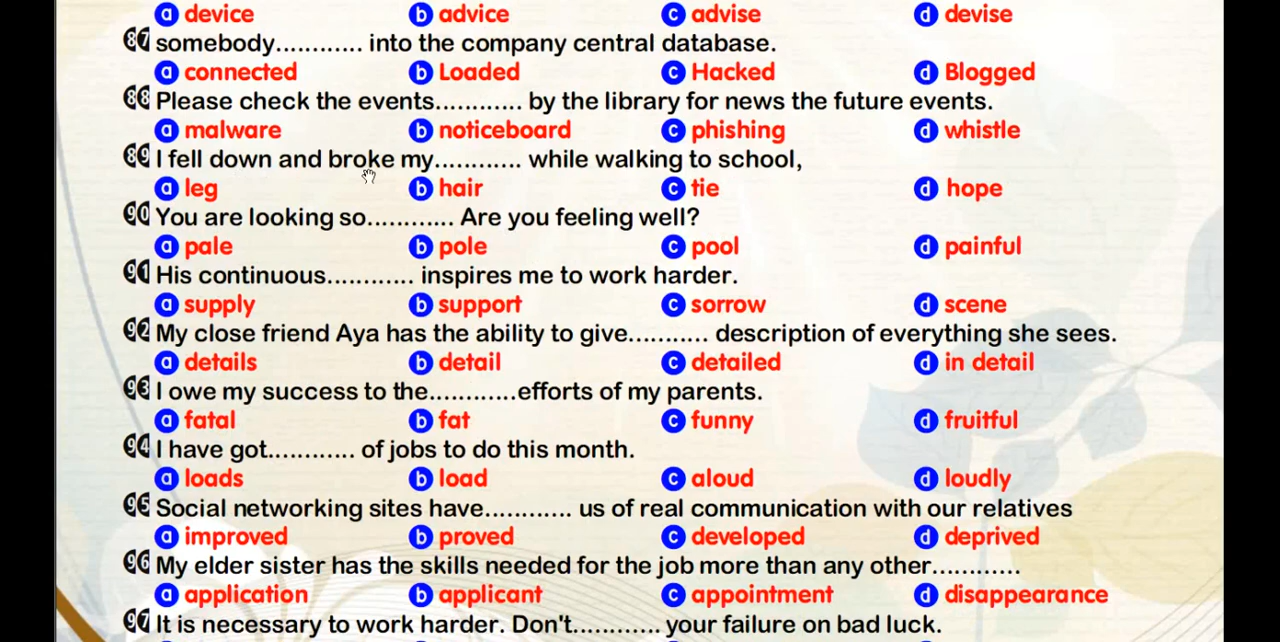 a device b advice c advise d devise
87 somebody............ into the company central database.
a connected b Loaded c Hacked d Blogged
88 Please check the events............ by the library for news the future events.
a malware b noticeboard c phishing d whistle
89 I fell down and broke my............ while walking to school,
a leg b hair c tie d hope
90 You are looking so............ Are you feeling well?
a pale b pole c pool d painful
91 His continuous............ inspires me to work harder.
a supply b support c sorrow d scene
92 My close friend Aya has the ability to give........... description of everything she sees.
a details b detail c detailed d in detail
93 I owe my success to the............efforts of my parents.
a fatal b fat c funny d fruitful
94 I have got............ of jobs to do this month.
a loads b load c aloud d loudly
95 Social networking sites have............ us of real communication with our relatives
a improved b proved c developed d deprived
96 My elder sister has the skills needed for the job more than any other............
a application b applicant c appointment d disappearance
97 It is necessary to work harder. Don't............ your failure on bad luck.